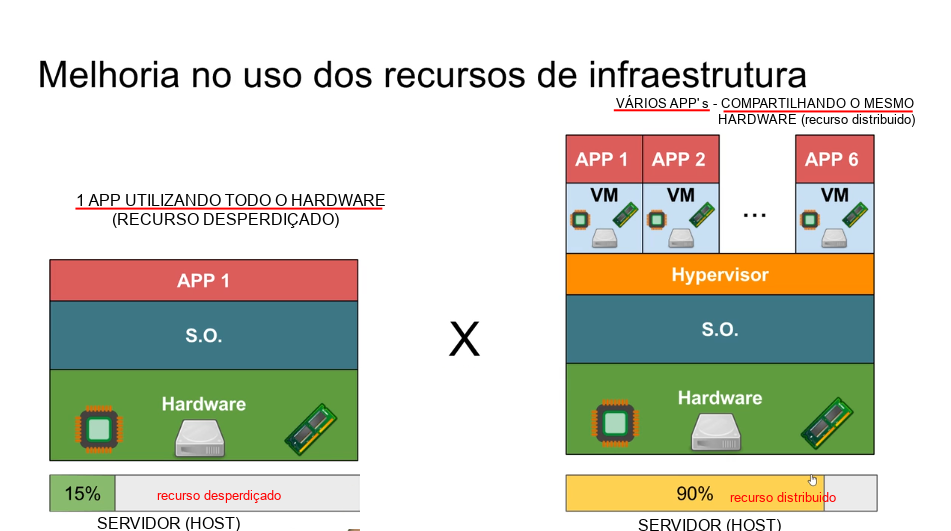 Melhoria no uso dos recursos de infraestrutura
VÁRIOS APP's - COMPARTILHANDO O MESMO
HARDWARE (recurso distribuido)
1 APP UTILIZANDO TODO O HARDWARE
(RECURSO DESPERDIÇADO)
APP 1
S.O.
Hardware
15%
recurso desperdiçado
SERVIDOR (HOST)
X
APP 1 APP 2 APP 6
VM VM ... VM
Hypervisor
S.O.
Hardware
90%
recurso distribuido
SERVIDOR (HOST)